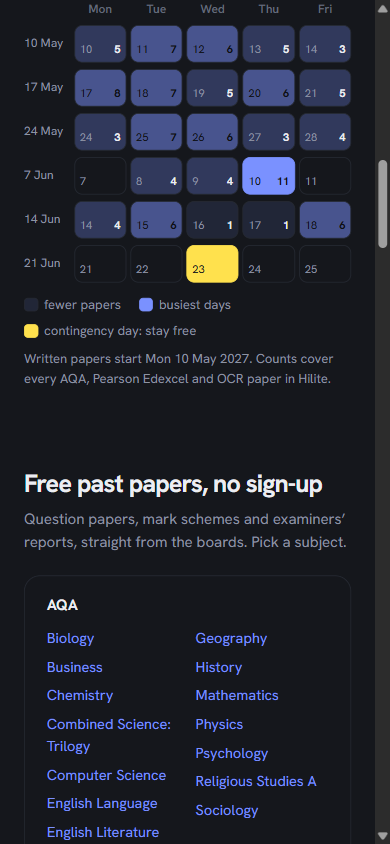 Mon Tue Wed Thu Fri
10 May 10 5 11 7 12 6 13 5 14 3
17 May 17 8 18 7 19 5 20 6 21 5
24 May 24 3 25 7 26 6 27 3 28 4
7 Jun 7 8 4 9 4 10 11 11
14 Jun 14 4 15 6 16 1 17 1 18 6
21 Jun 21 22 23 24 25
fewer papers busiest days
contingency day: stay free
Written papers start Mon 10 May 2027. Counts cover
every AQA, Pearson Edexcel and OCR paper in Hilite.
Free past papers, no sign-up
Question papers, mark schemes and examiners’
reports, straight from the boards. Pick a subject.
AQA
Biology
Business
Chemistry
Combined Science:
Trilogy
Computer Science
English Language
English Literature
Geography
History
Mathematics
Physics
Psychology
Religious Studies A
Sociology